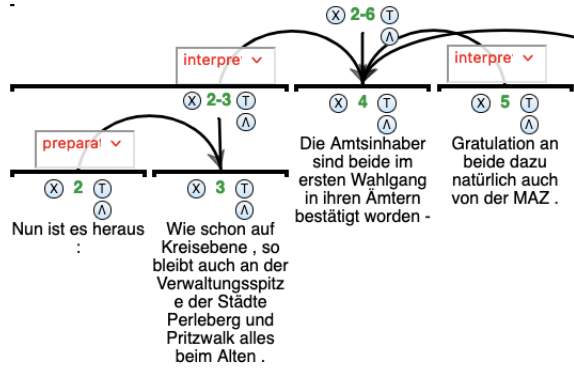 X 2-6 T
Λ
interpre
interpre
X 2-3 T
Λ
X 4 T
Λ
X 5 T
Λ
preparat
Die Amtsinhaber
sind beide im
ersten Wahlgang
in ihren Ämtern
bestätigt worden -
Gratulation an
beide dazu
natürlich auch
von der MAZ .
X 2 T
Λ
X 3 T
Λ
Nun ist es heraus
:
Wie schon auf
Kreisebene , so
bleibt auch an der
Verwaltungsspitz
e der Städte
Perleberg und
Pritzwalk alles
beim Alten .